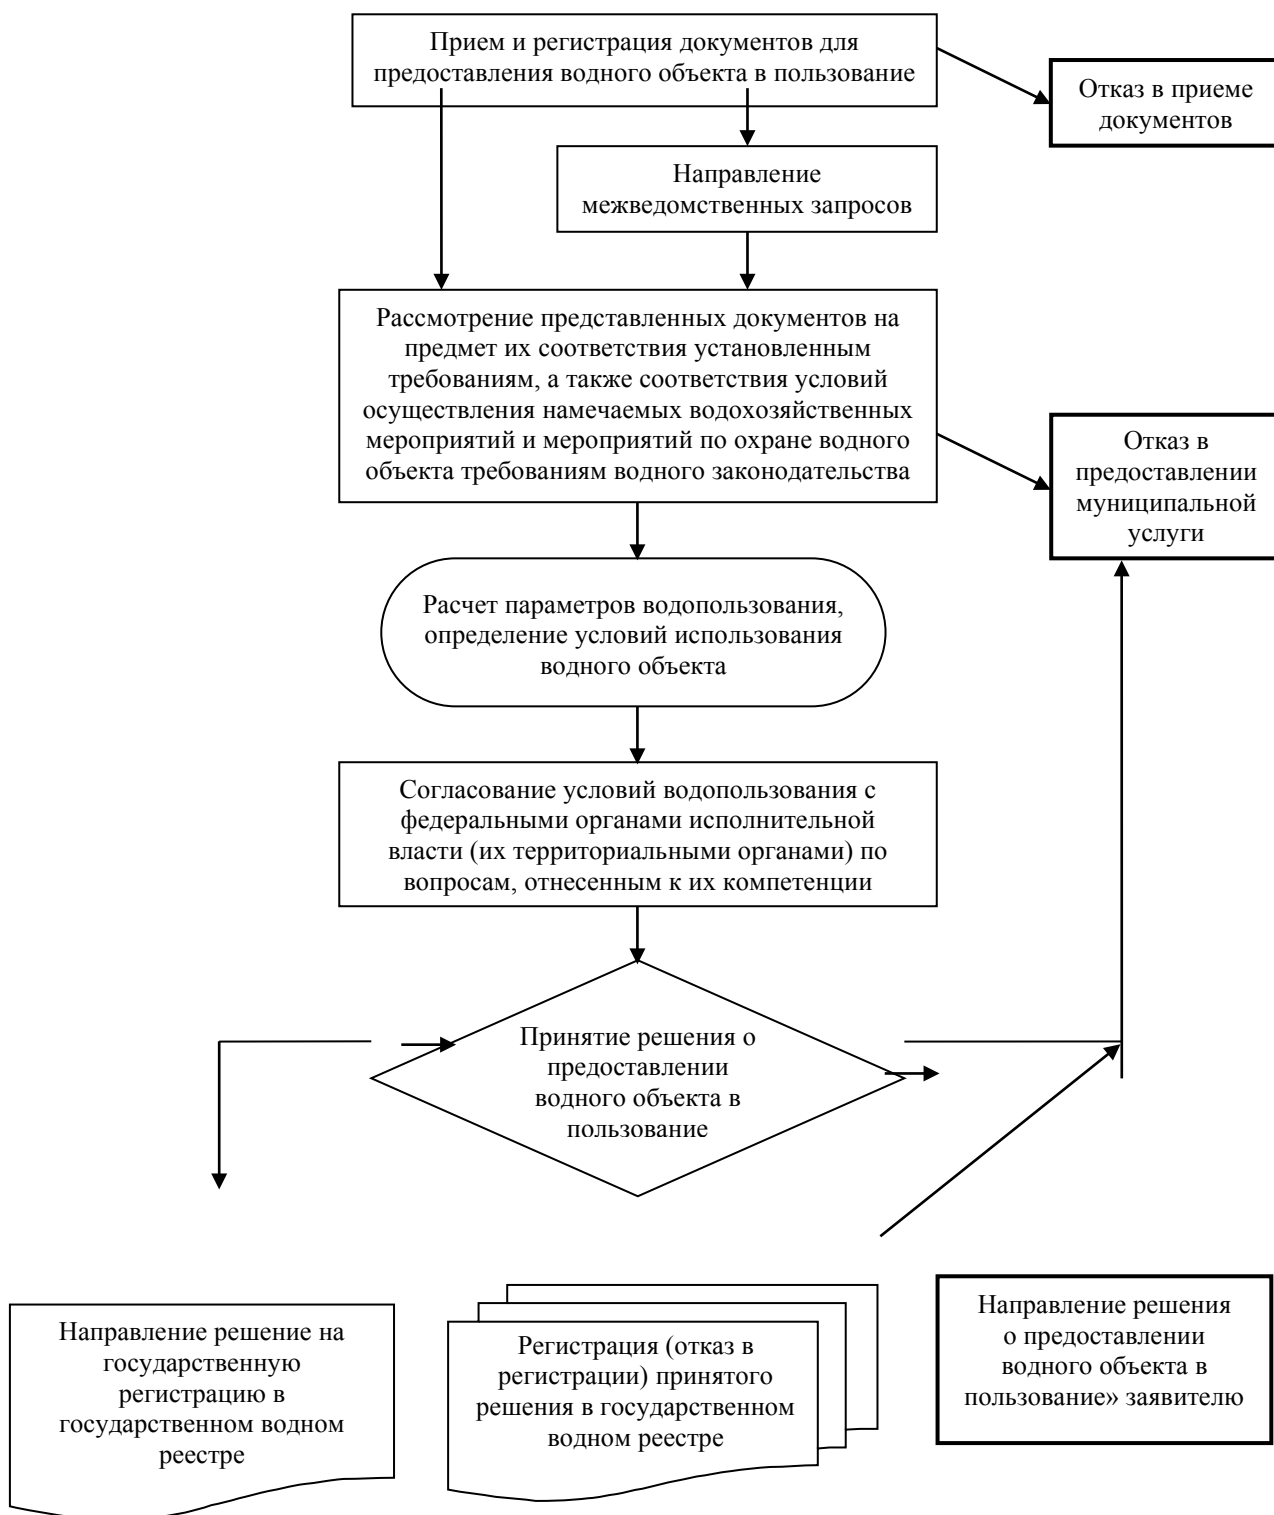 Прием и регистрация документов для
предоставления водного объекта в пользование
Отказ в приеме
документов
Направление
межведомственных запросов
Рассмотрение представленных документов на
предмет их соответствия установленным
требованиям, а также соответствия условий
осуществления намечаемых водохозяйственных
мероприятий и мероприятий по охране водного
объекта требованиям водного законодательства
Отказ в
предоставлении
муниципальной
услуги
Расчет параметров водопользования,
определение условий использования
водного объекта
Согласование условий водопользования с
федеральными органами исполнительной
власти (их территориальными органами) по
вопросам, отнесенным к их компетенции
Принятие решения о
предоставлении
водного объекта в
пользование
Направление решение на
государственную
регистрацию в
государственном водном
реестре
Регистрация (отказ в
регистрации) принятого
решения в государственном
водном реестре
Направление решения
о предоставлении
водного объекта в
пользование» заявителю